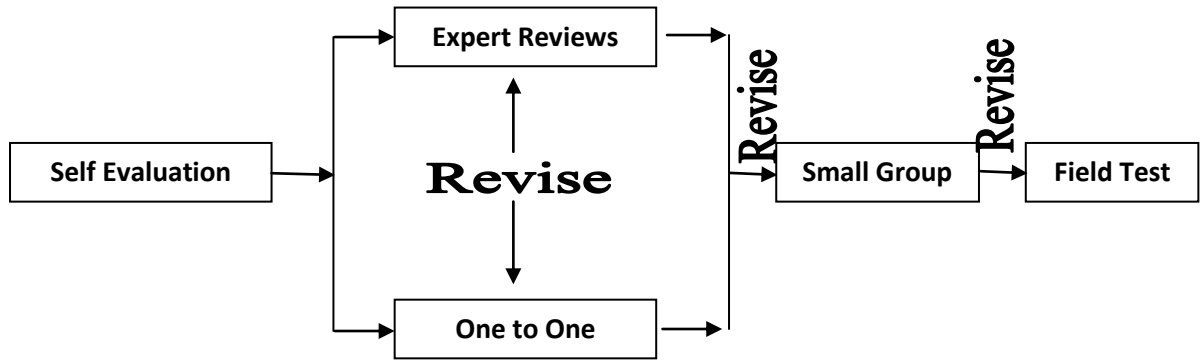 Expert Reviews
Revise
Revise
Self Evaluation
Revise
Small Group
Field Test
One to One